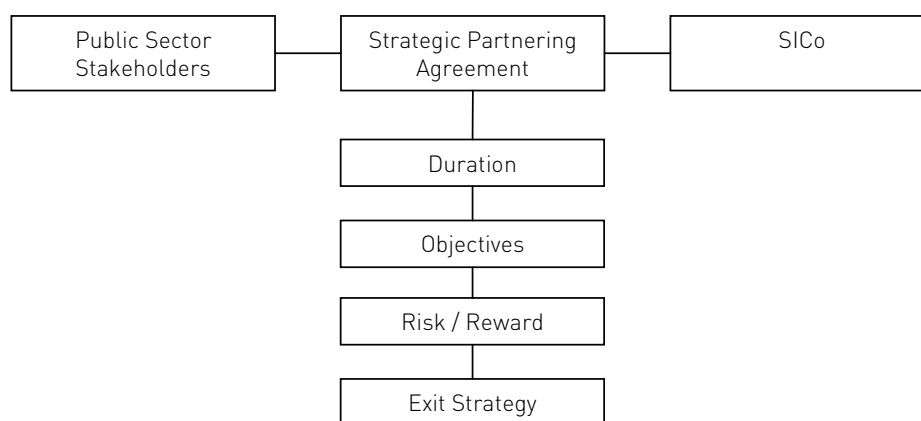 Public Sector
Stakeholders
Strategic Partnering
Agreement
SICo
Duration
Objectives
Risk / Reward
Exit Strategy